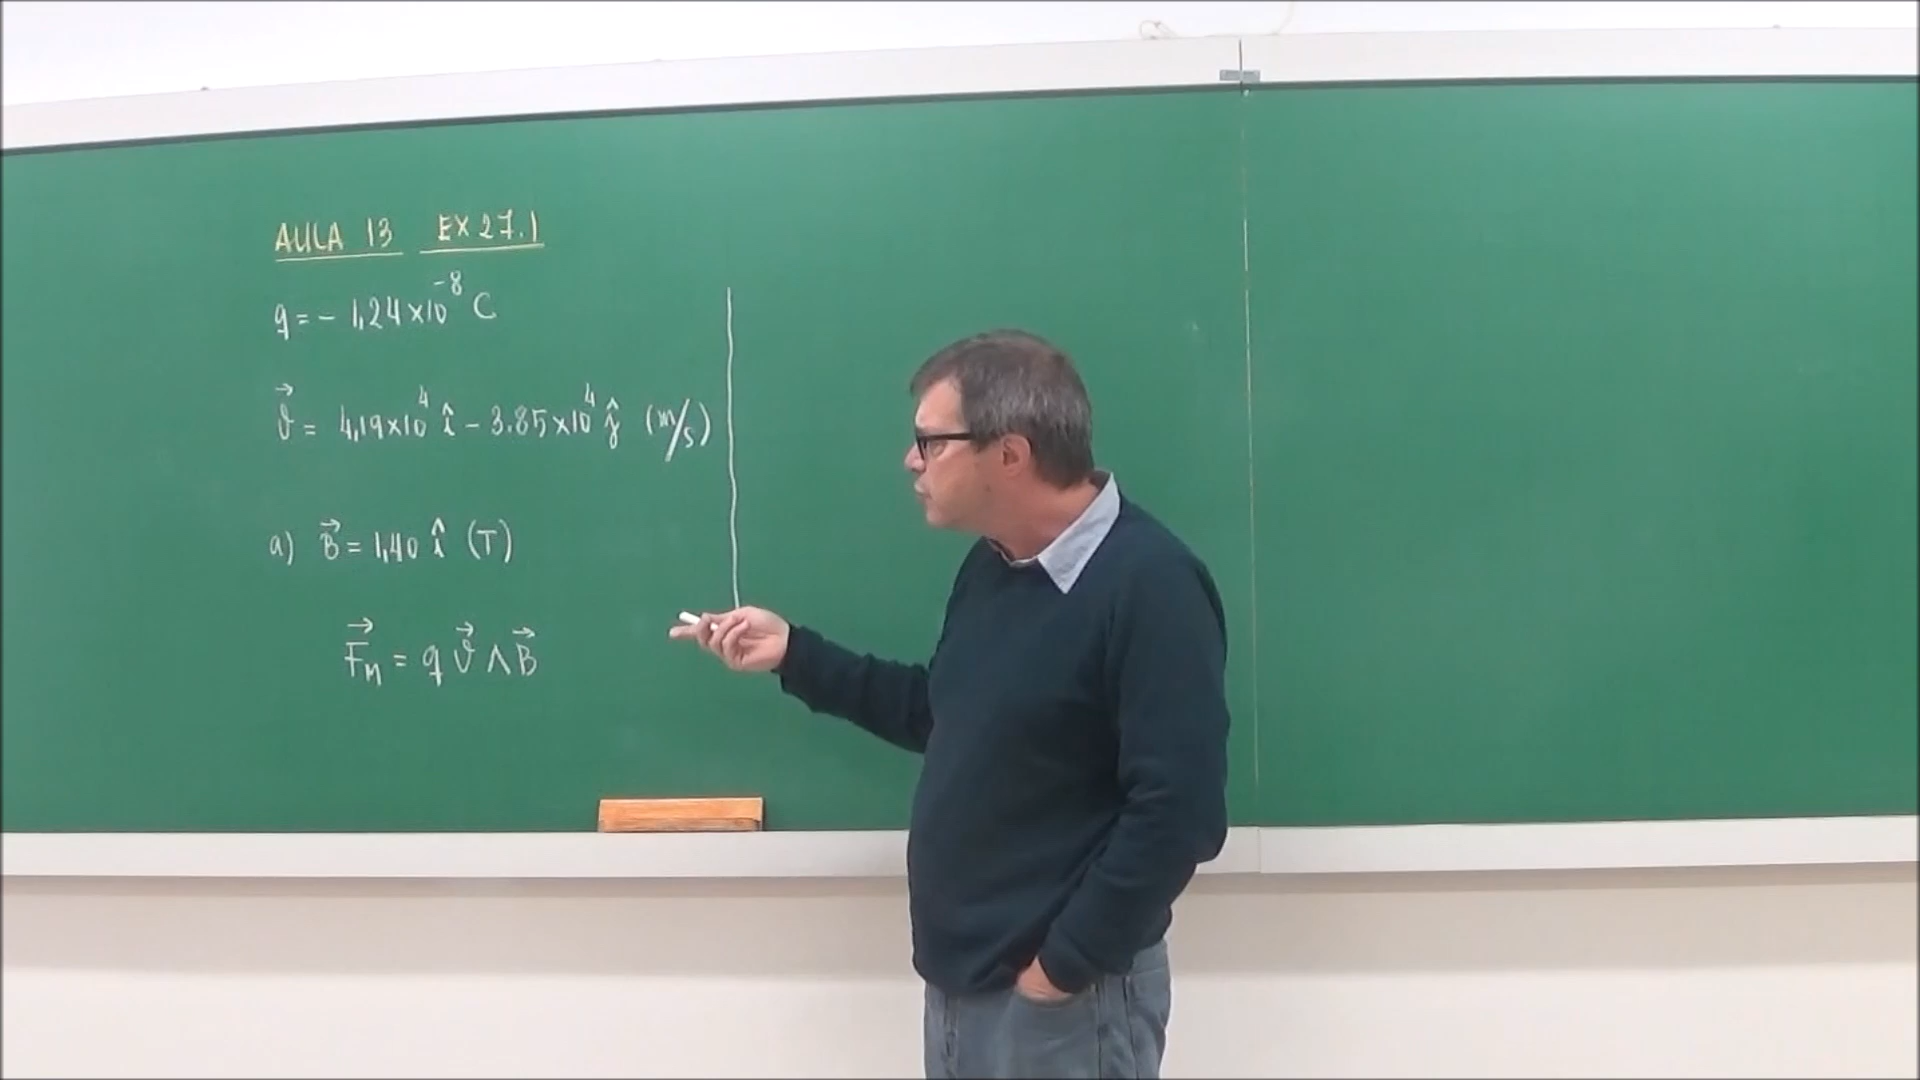 AULA 13 EX 27.1
q = - 1,24×10⁻⁸ C
v⃗ = 4,19×10⁴ î - 3.85×10⁴ ĵ (m/s)
a) B⃗ = 1,40 î (T)
F⃗m = q v⃗ ∧ B⃗